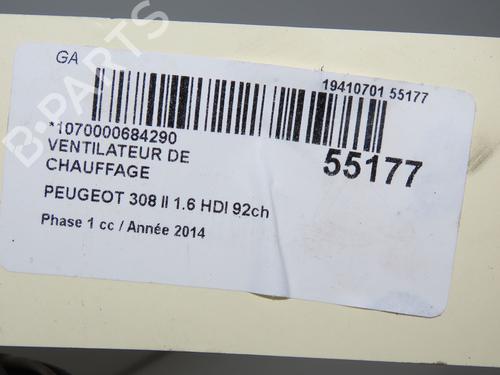 GA
19410701 55177
*1070000684290
VENTILATEUR DE
CHAUFFAGE
55177
PEUGEOT 308 II 1.6 HDI 92ch
Phase 1 cc / Année 2014
B-PARTS